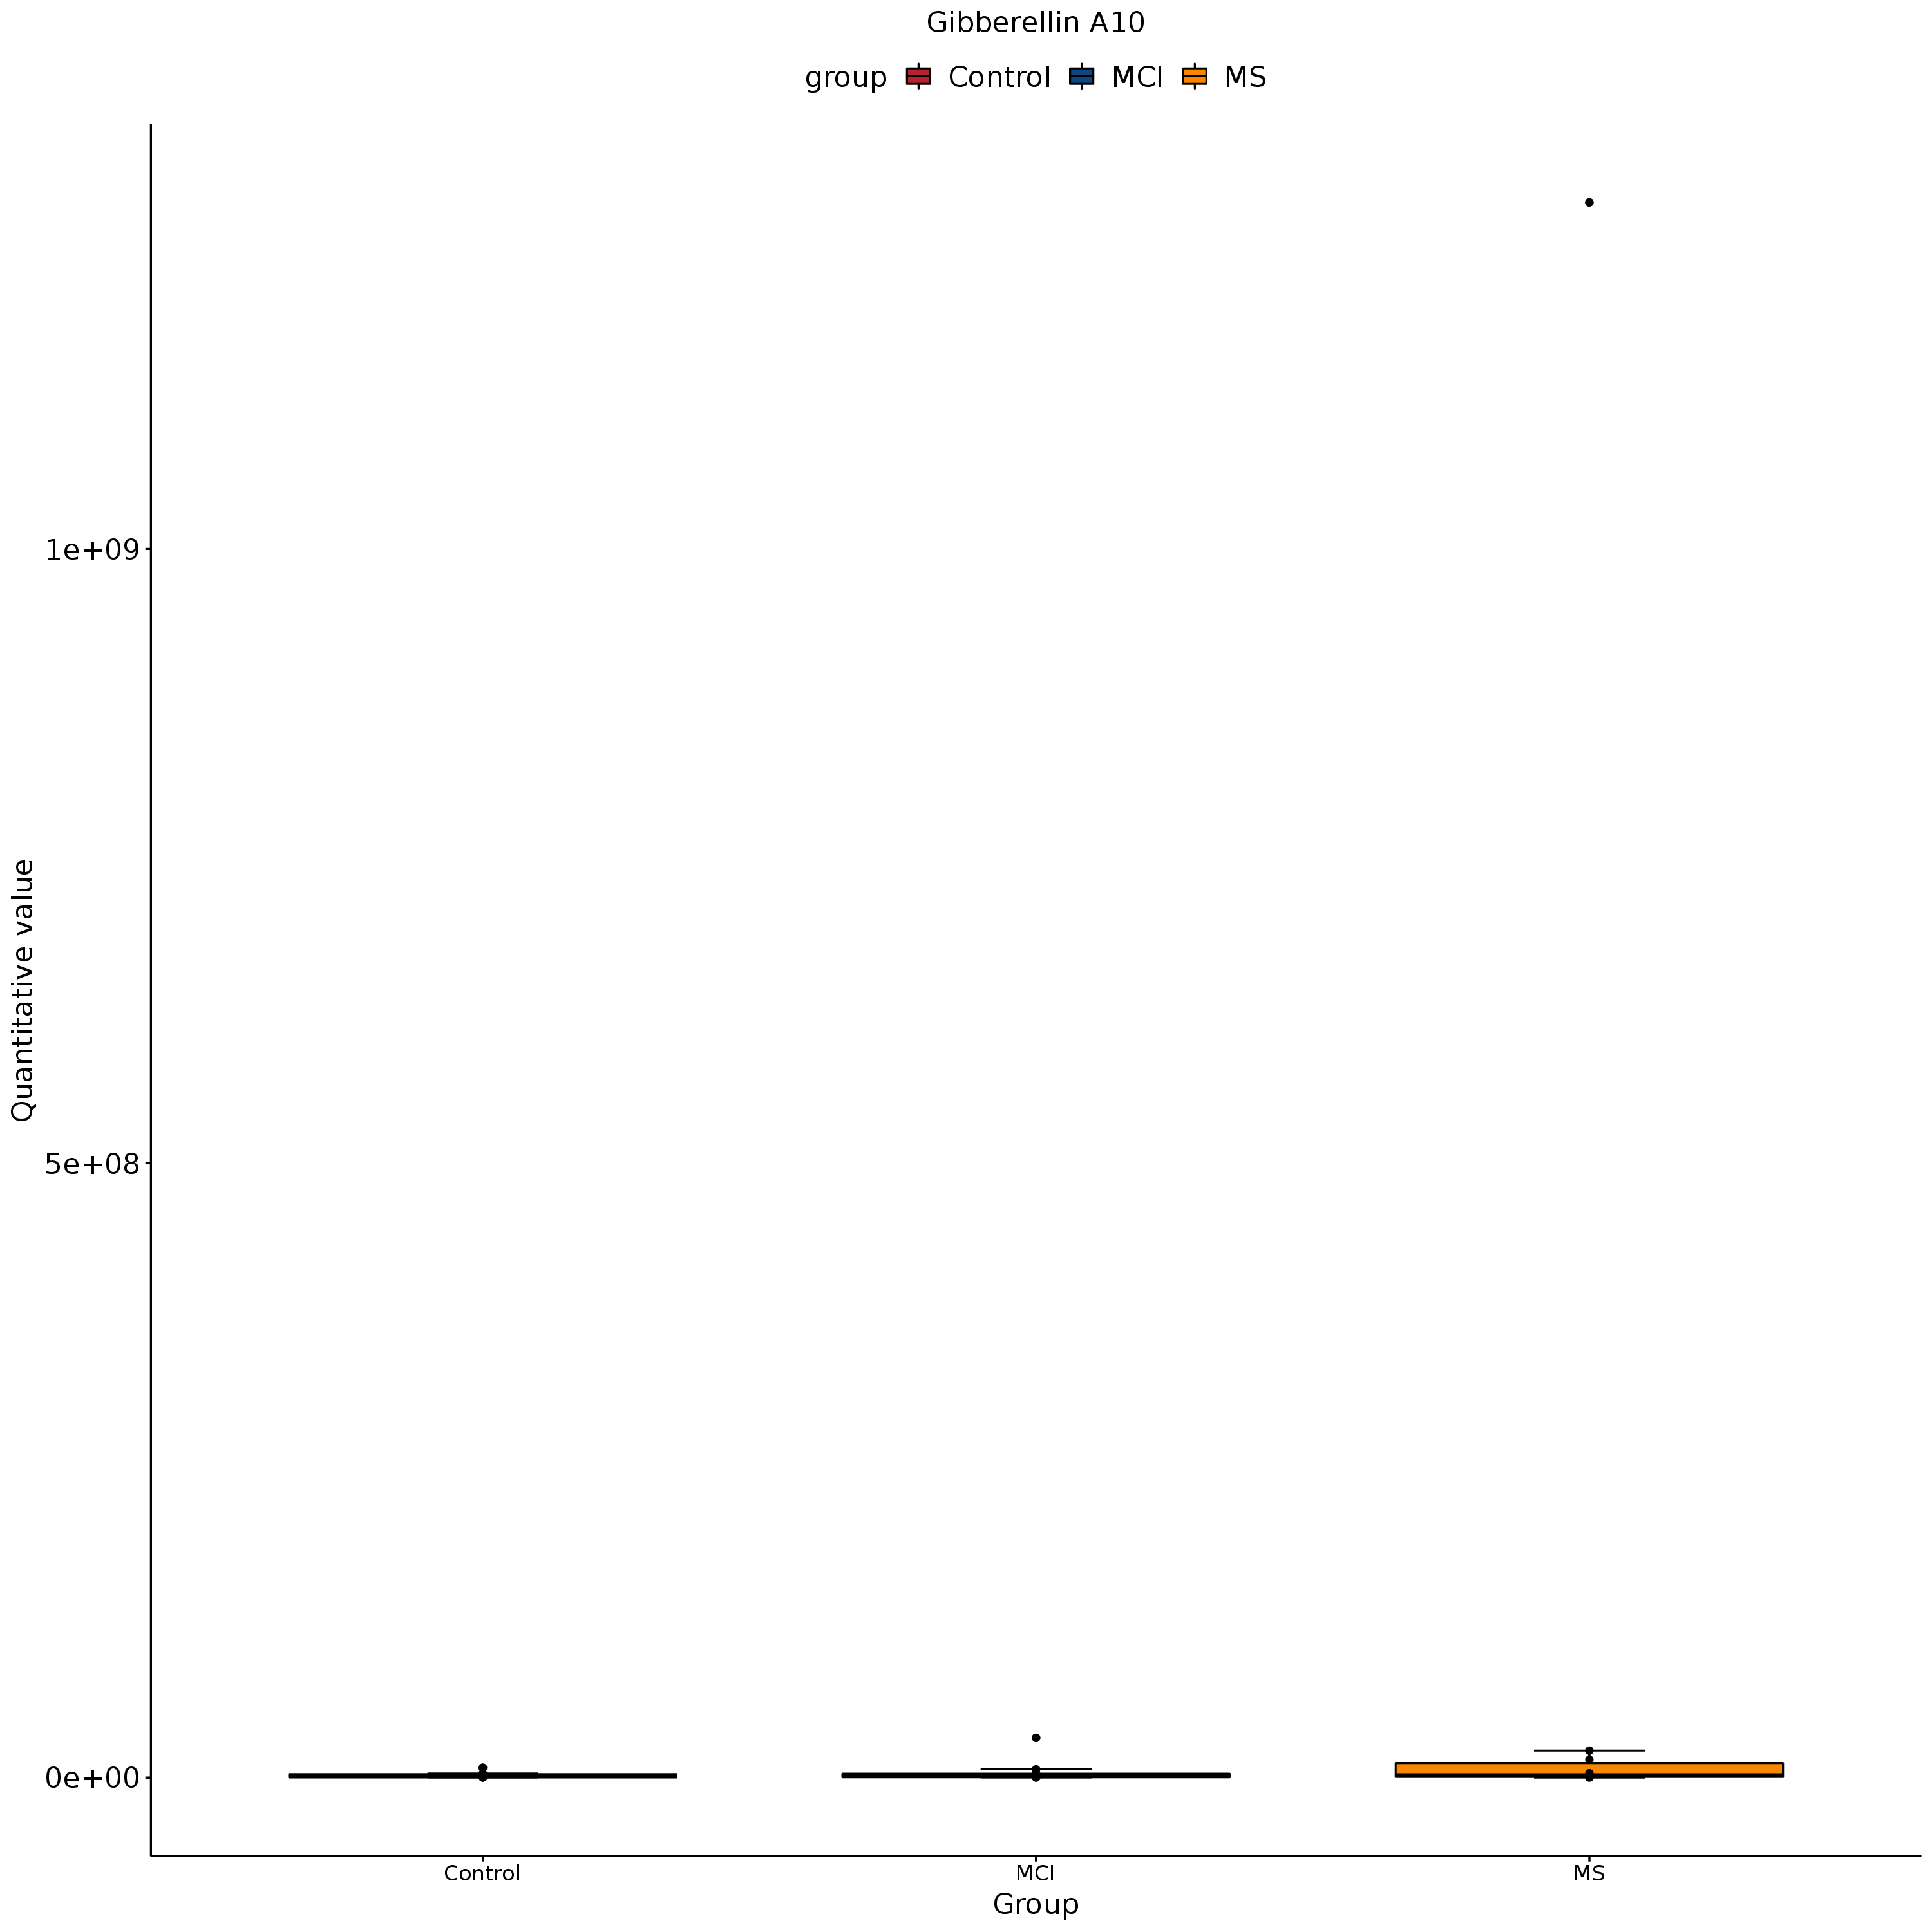 Gibberellin A10
group Control MCI MS
Quantitative value
1e+09
5e+08
0e+00
Control MCI MS
Group